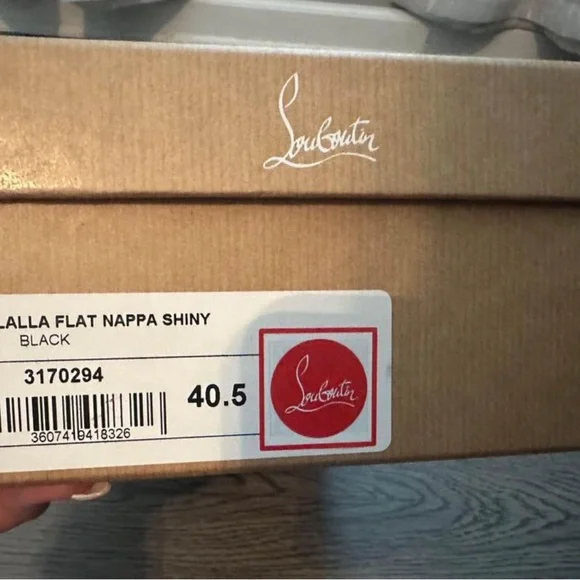 Louboutin
LALLA FLAT NAPPA SHINY
BLACK
3170294
40.5
3607419418326
Louboutin